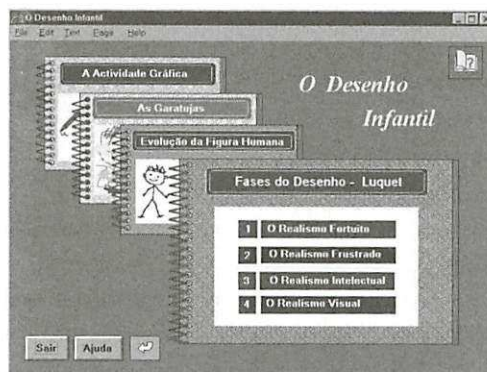 O Desenho Infantil
File Edit Text Page Help
A Actividade Gráfica
As Garatujas
Evolução da Figura Humana
O Desenho
Infantil
Fases do Desenho - Luquet
1 O Realismo Fortuito
2 O Realismo Frustrado
3 O Realismo Intelectual
4 O Realismo Visual
Sair Ajuda
?